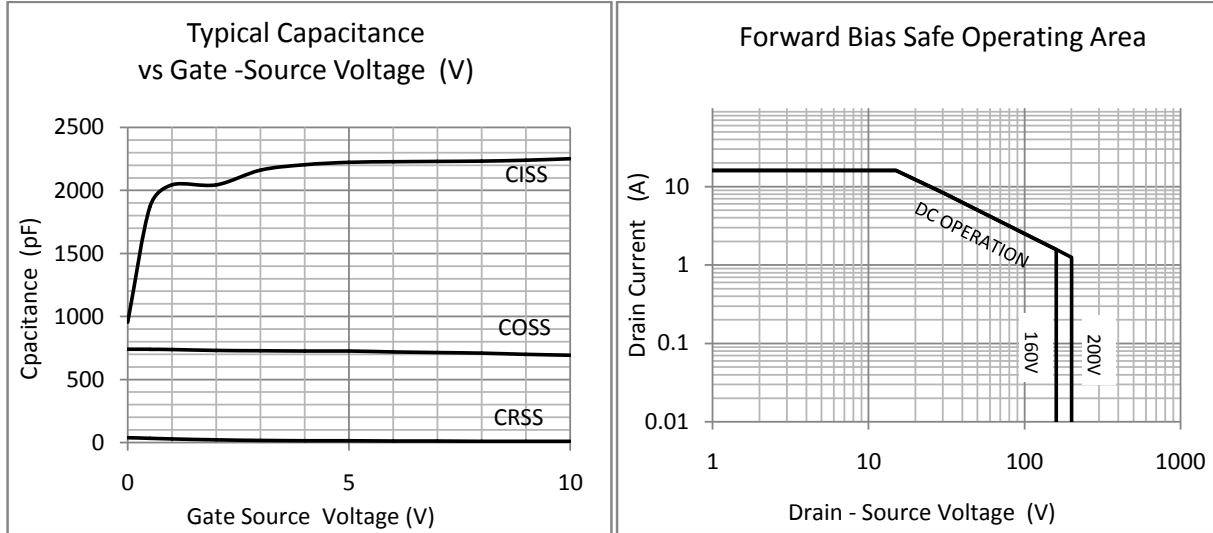 Typical Capacitance
vs Gate -Source Voltage (V)
Cpacitance (pF)
2500
2000
1500
1000
500
0
CISS
COSS
CRSS
0 5 10
Gate Source Voltage (V)
Forward Bias Safe Operating Area
Drain Current (A)
10
1
0.1
0.01
DC OPERATION
160V
200V
1 10 100 1000
Drain - Source Voltage (V)